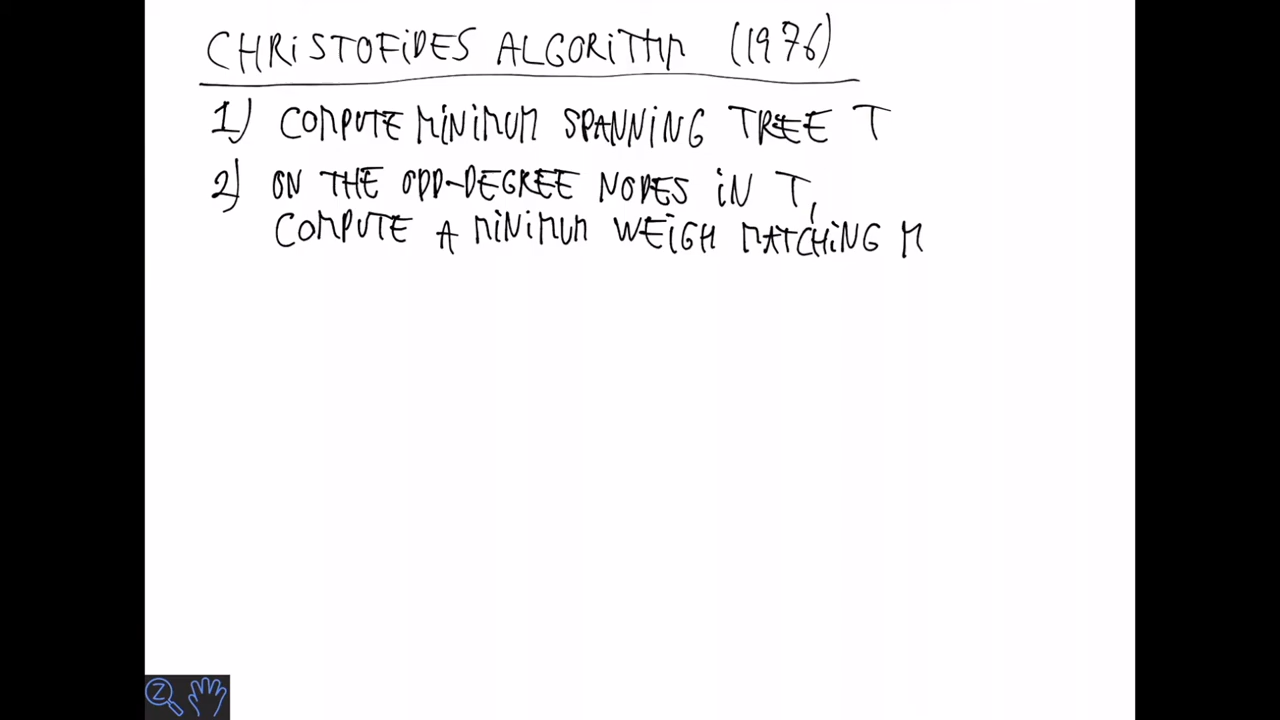 CHRiSTOFiDES ALGORiTHM (1976)
1) COMPUTE MiNiMUM SPANNiNG TREE T
2) ON THE ODD-DEGREE NODES iN T,
COMPUTE A MiNiMUM WEiGH MATCHiNG M
Z